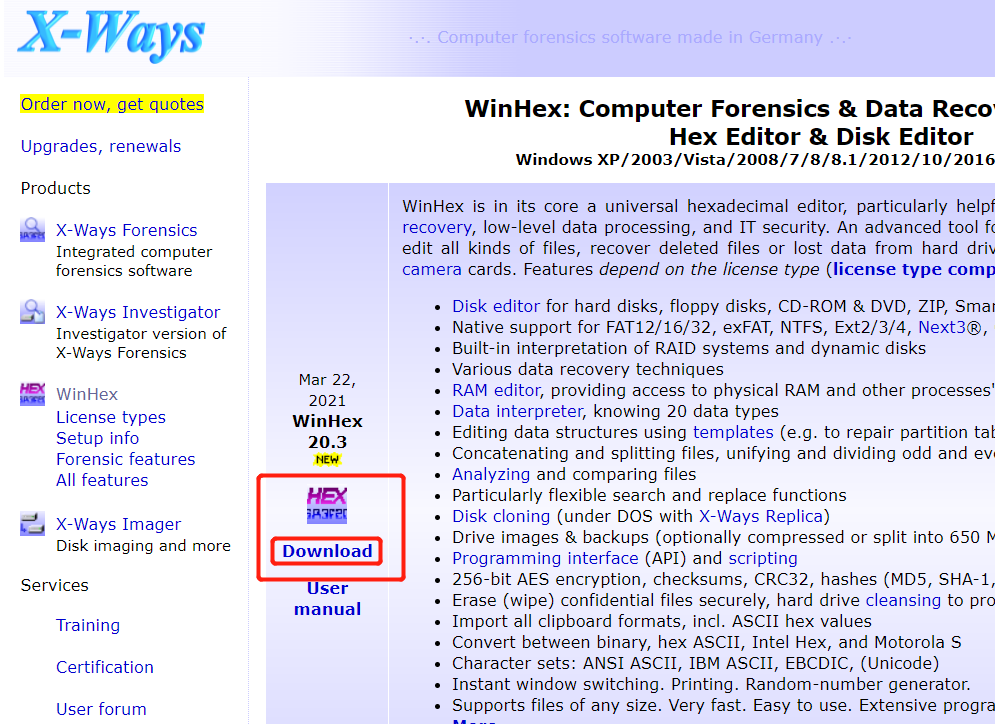 X-Ways
·.·. Computer forensics software made in Germany .·.·
Order now, get quotes
Upgrades, renewals
Products
X-Ways Forensics
Integrated computer
forensics software
X-Ways Investigator
Investigator version of
X-Ways Forensics
WinHex
License types
Setup info
Forensic features
All features
X-Ways Imager
Disk imaging and more
Services
Training
Certification
User forum
WinHex: Computer Forensics & Data Reco
Hex Editor & Disk Editor
Windows XP/2003/Vista/2008/7/8/8.1/2012/10/2016
Mar 22,
2021
WinHex
20.3
NEW
HEX
Download
User
manual
WinHex is in its core a universal hexadecimal editor, particularly helpf
recovery, low-level data processing, and IT security. An advanced tool fo
edit all kinds of files, recover deleted files or lost data from hard driv
camera cards. Features depend on the license type (license type comp
• Disk editor for hard disks, floppy disks, CD-ROM & DVD, ZIP, Smar
• Native support for FAT12/16/32, exFAT, NTFS, Ext2/3/4, Next3®,
• Built-in interpretation of RAID systems and dynamic disks
• Various data recovery techniques
• RAM editor, providing access to physical RAM and other processes'
• Data interpreter, knowing 20 data types
• Editing data structures using templates (e.g. to repair partition tab
• Concatenating and splitting files, unifying and dividing odd and eve
• Analyzing and comparing files
• Particularly flexible search and replace functions
• Disk cloning (under DOS with X-Ways Replica)
• Drive images & backups (optionally compressed or split into 650 M
• Programming interface (API) and scripting
• 256-bit AES encryption, checksums, CRC32, hashes (MD5, SHA-1,
• Erase (wipe) confidential files securely, hard drive cleansing to pro
• Import all clipboard formats, incl. ASCII hex values
• Convert between binary, hex ASCII, Intel Hex, and Motorola S
• Character sets: ANSI ASCII, IBM ASCII, EBCDIC, (Unicode)
• Instant window switching. Printing. Random-number generator.
• Supports files of any size. Very fast. Easy to use. Extensive progra